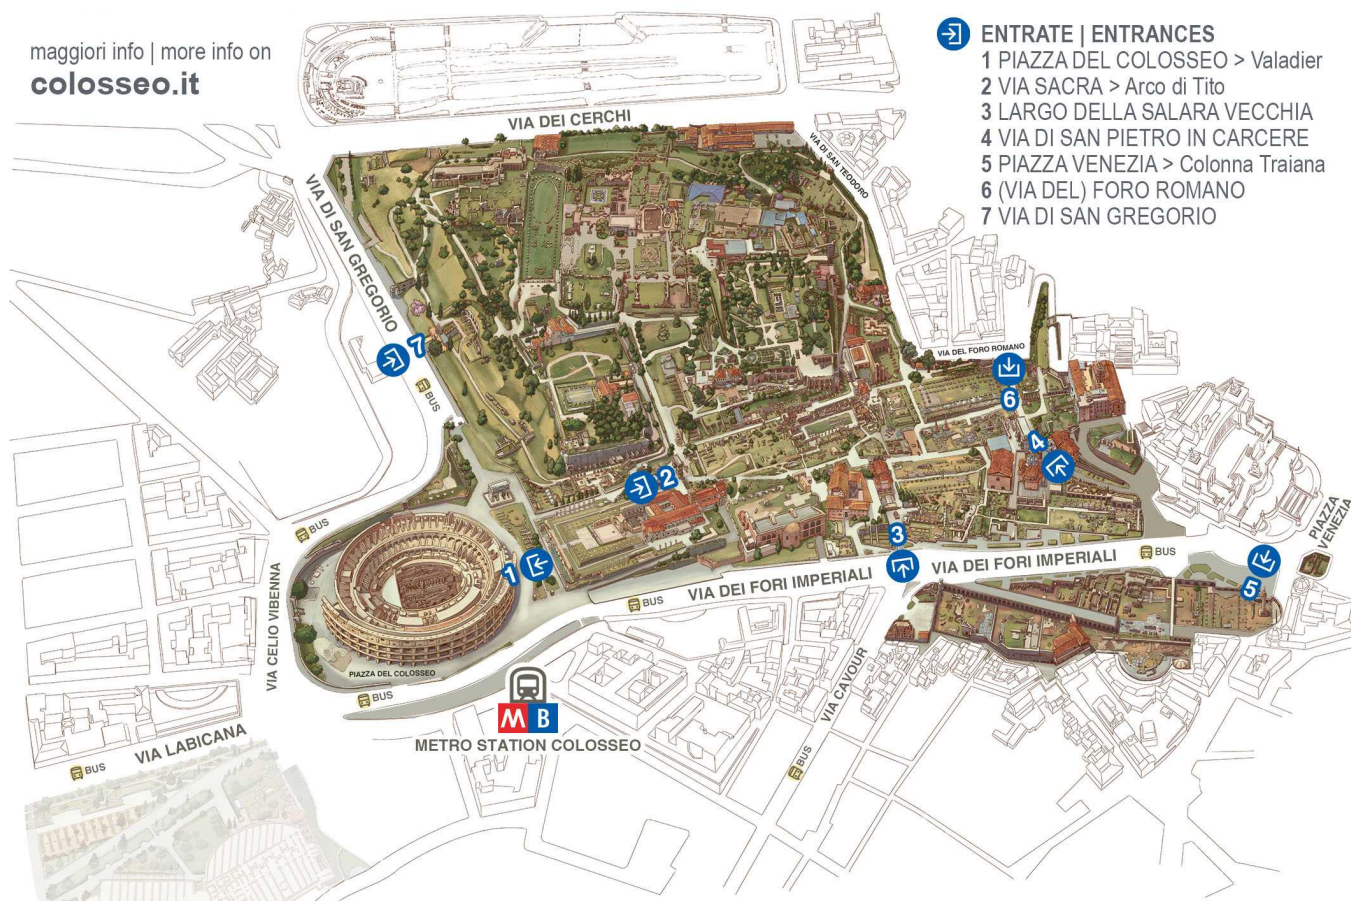 maggiori info | more info on
colosseo.it
ENTRATE | ENTRANCES
1 PIAZZA DEL COLOSSEO > Valadier
2 VIA SACRA > Arco di Tito
3 LARGO DELLA SALARA VECCHIA
4 VIA DI SAN PIETRO IN CARCERE
5 PIAZZA VENEZIA > Colonna Traiana
6 (VIA DEL) FORO ROMANO
7 VIA DI SAN GREGORIO
VIA DEI CERCHI
VIA DI SAN TEODORO
VIA DI SAN GREGORIO
7
BUS
VIA DEL FORO ROMANO
6
4
2
BUS
3
1
VIA DEI FORI IMPERIALI
VIA DEI FORI IMPERIALI
BUS
PIAZZA
VENEZIA
5
BUS
VIA CELIO VIBENNA
PIAZZA DEL COLOSSEO
BUS
M B
METRO STATION COLOSSEO
VIA CAVOUR
BUS
VIA LABICANA
BUS